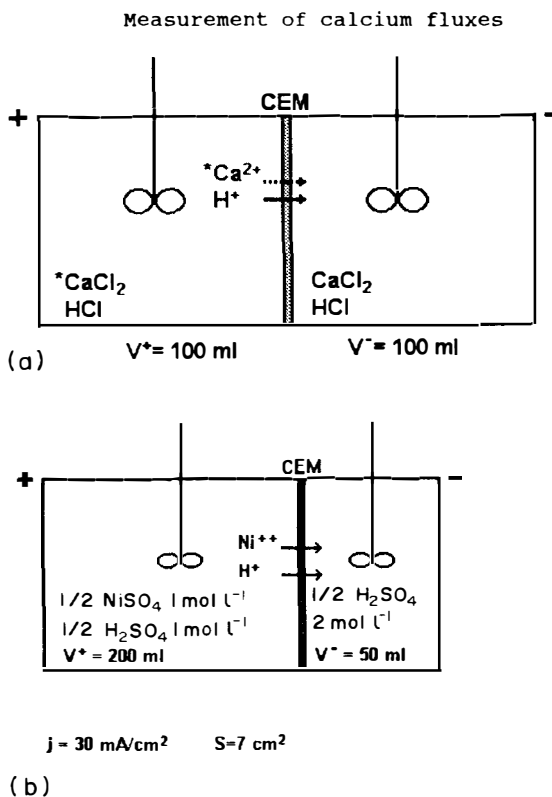 Measurement of calcium fluxes
+ CEM -
*Ca²⁺
H⁺
*CaCl₂
HCl
CaCl₂
HCl
V⁺= 100 ml V⁻= 100 ml
(a)
+ CEM -
Ni⁺⁺
H⁺
1/2 NiSO₄ 1 mol l⁻¹
1/2 H₂SO₄ 1 mol l⁻¹
V⁺ = 200 ml
1/2 H₂SO₄
2 mol l⁻¹
V⁻ = 50 ml
j = 30 mA/cm² S=7 cm²
(b)